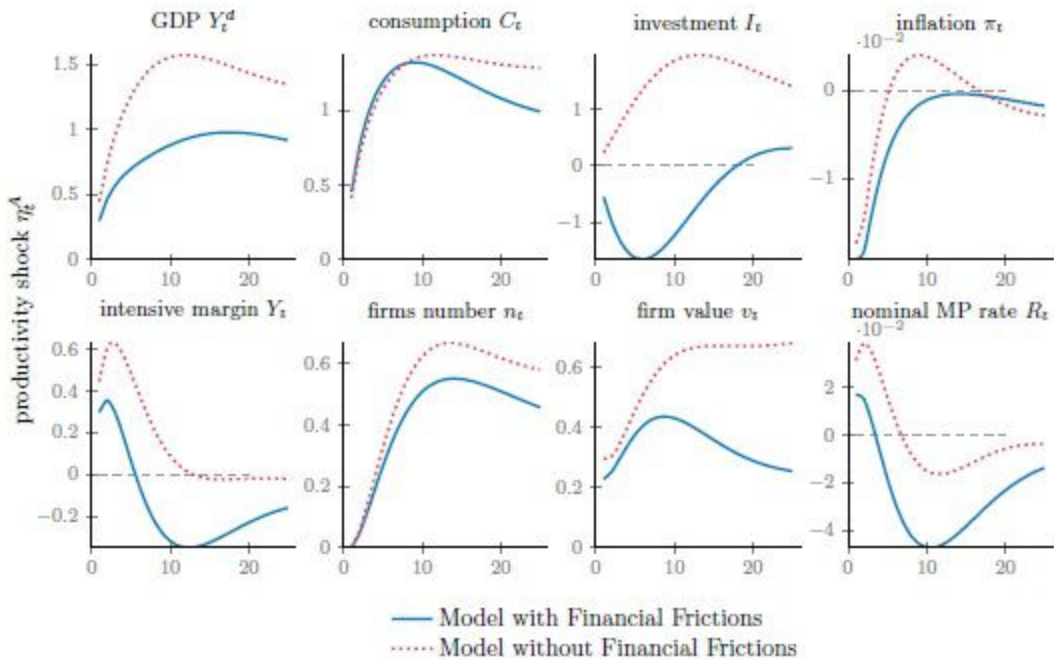 GDP Y_t^d
consumption C_t
investment I_t
inflation π_t
·10^{-2}
1.5
1
0.5
0
0 10 20
1
0.5
0
0 10 20
1
0
−1
0 10 20
0
−1
0 10 20
productivity shock η_t^A
intensive margin Y_t
firms number n_t
firm value v_t
nominal MP rate R_t
·10^{-2}
0.6
0.4
0.2
0
−0.2
0 10 20
0.6
0.4
0.2
0
0 10 20
0.6
0.4
0.2
0
0 10 20
2
0
−2
−4
0 10 20
Model with Financial Frictions
Model without Financial Frictions